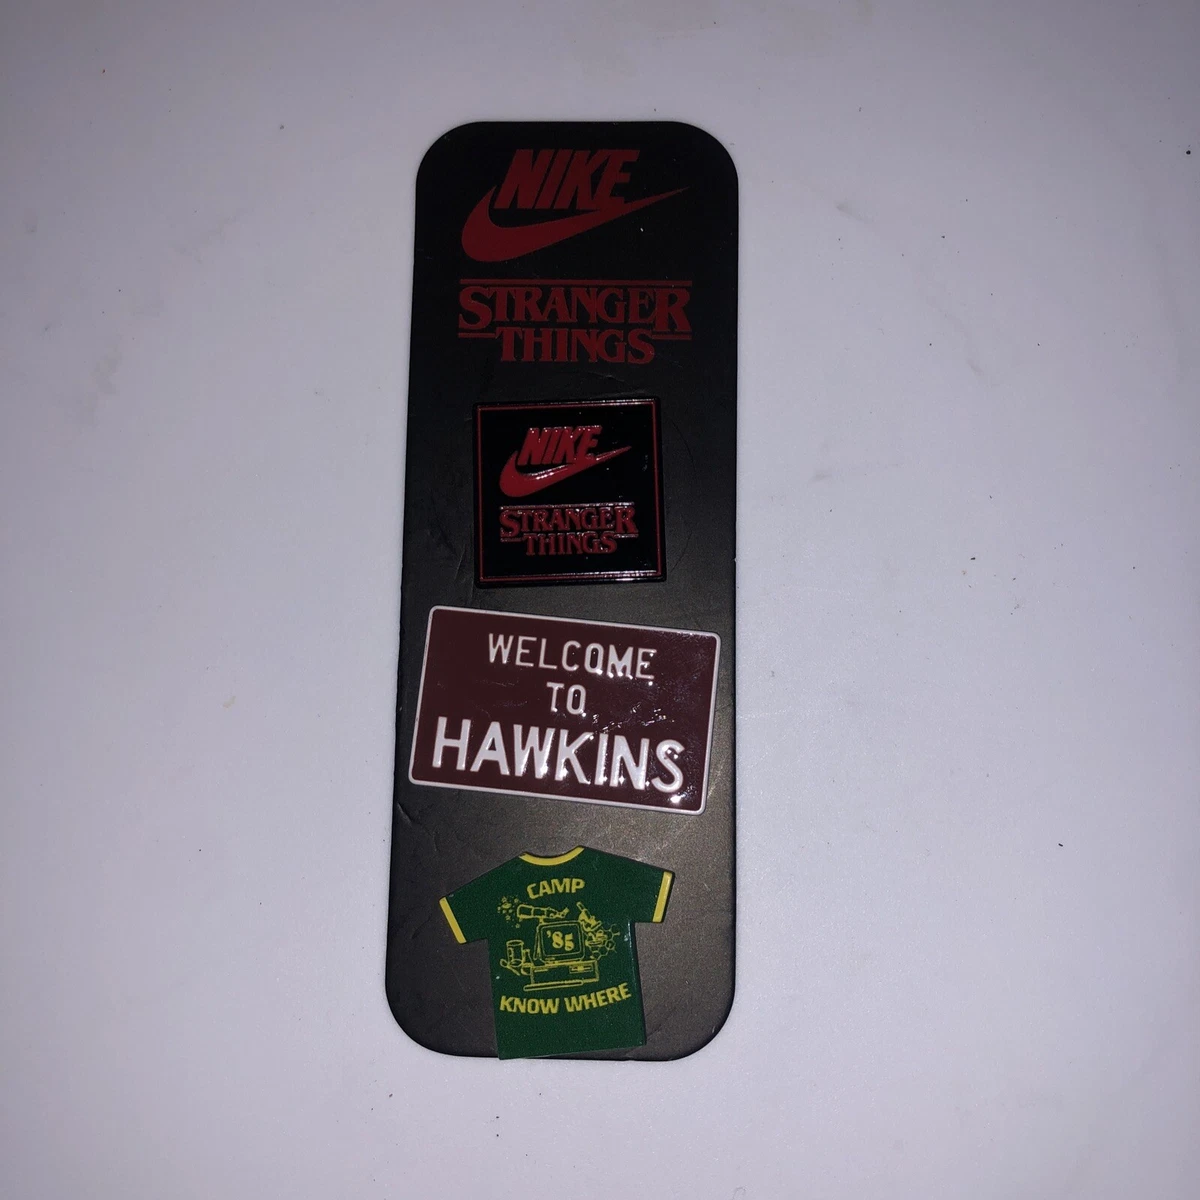 NIKE
STRANGER
THINGS
NIKE
STRANGER
THINGS
WELCOME
TO
HAWKINS
CAMP
'85
KNOW WHERE